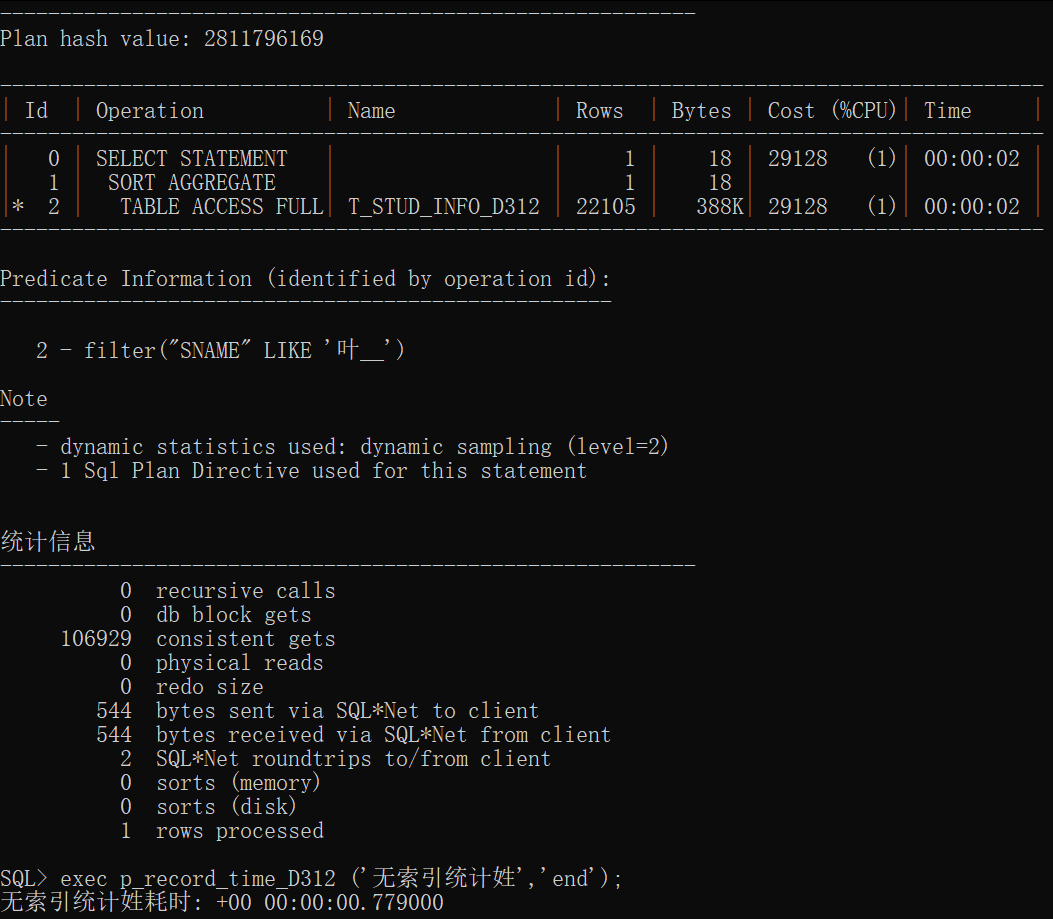 ----------------------------------------------------------
Plan hash value: 2811796169

---------------------------------------------------------------------------------------
| Id  | Operation          | Name            | Rows  | Bytes | Cost (%CPU)| Time     |
---------------------------------------------------------------------------------------
|   0 | SELECT STATEMENT   |                 |     1 |    18 | 29128   (1)| 00:00:02 |
|   1 |  SORT AGGREGATE    |                 |     1 |    18 |            |          |
|*  2 |   TABLE ACCESS FULL| T_STUD_INFO_D312 | 22105 |   388K| 29128   (1)| 00:00:02 |
---------------------------------------------------------------------------------------

Predicate Information (identified by operation id):
---------------------------------------------------

   2 - filter("SNAME" LIKE '叶__')

Note
-----
   - dynamic statistics used: dynamic sampling (level=2)
   - 1 Sql Plan Directive used for this statement

统计信息
----------------------------------------------------------
          0  recursive calls
          0  db block gets
     106929  consistent gets
          0  physical reads
          0  redo size
        544  bytes sent via SQL*Net to client
        544  bytes received via SQL*Net from client
          2  SQL*Net roundtrips to/from client
          0  sorts (memory)
          0  sorts (disk)
          1  rows processed

SQL> exec p_record_time_D312 ('无索引统计姓','end');
无索引统计姓耗时: +00 00:00:00.779000